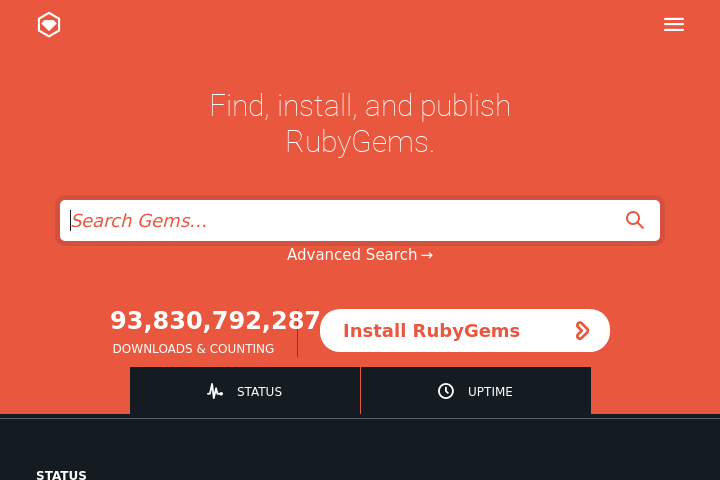 Find, install, and publish
RubyGems.
Search Gems...
Advanced Search →
93,830,792,287
DOWNLOADS & COUNTING
Install RubyGems
STATUS
UPTIME
STATUS